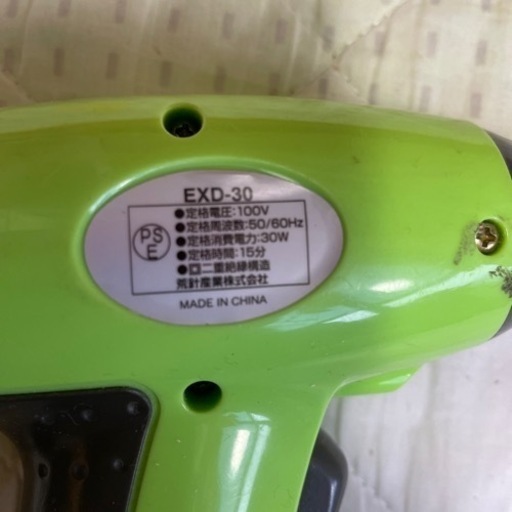 EXD-30
PS
E
●定格電圧:100V
●定格周波数:50/60Hz
●定格消費電力:30W
●定格時間:15分
●回二重絶縁構造
荒計産業株式会社
MADE IN CHINA